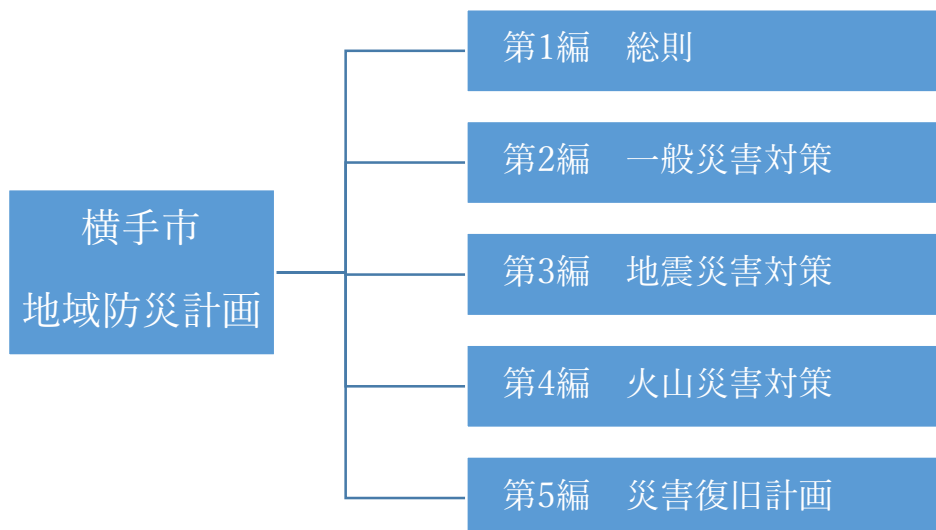 横手市
地域防災計画
第1編　総則
第2編　一般災害対策
第3編　地震災害対策
第4編　火山災害対策
第5編　災害復旧計画